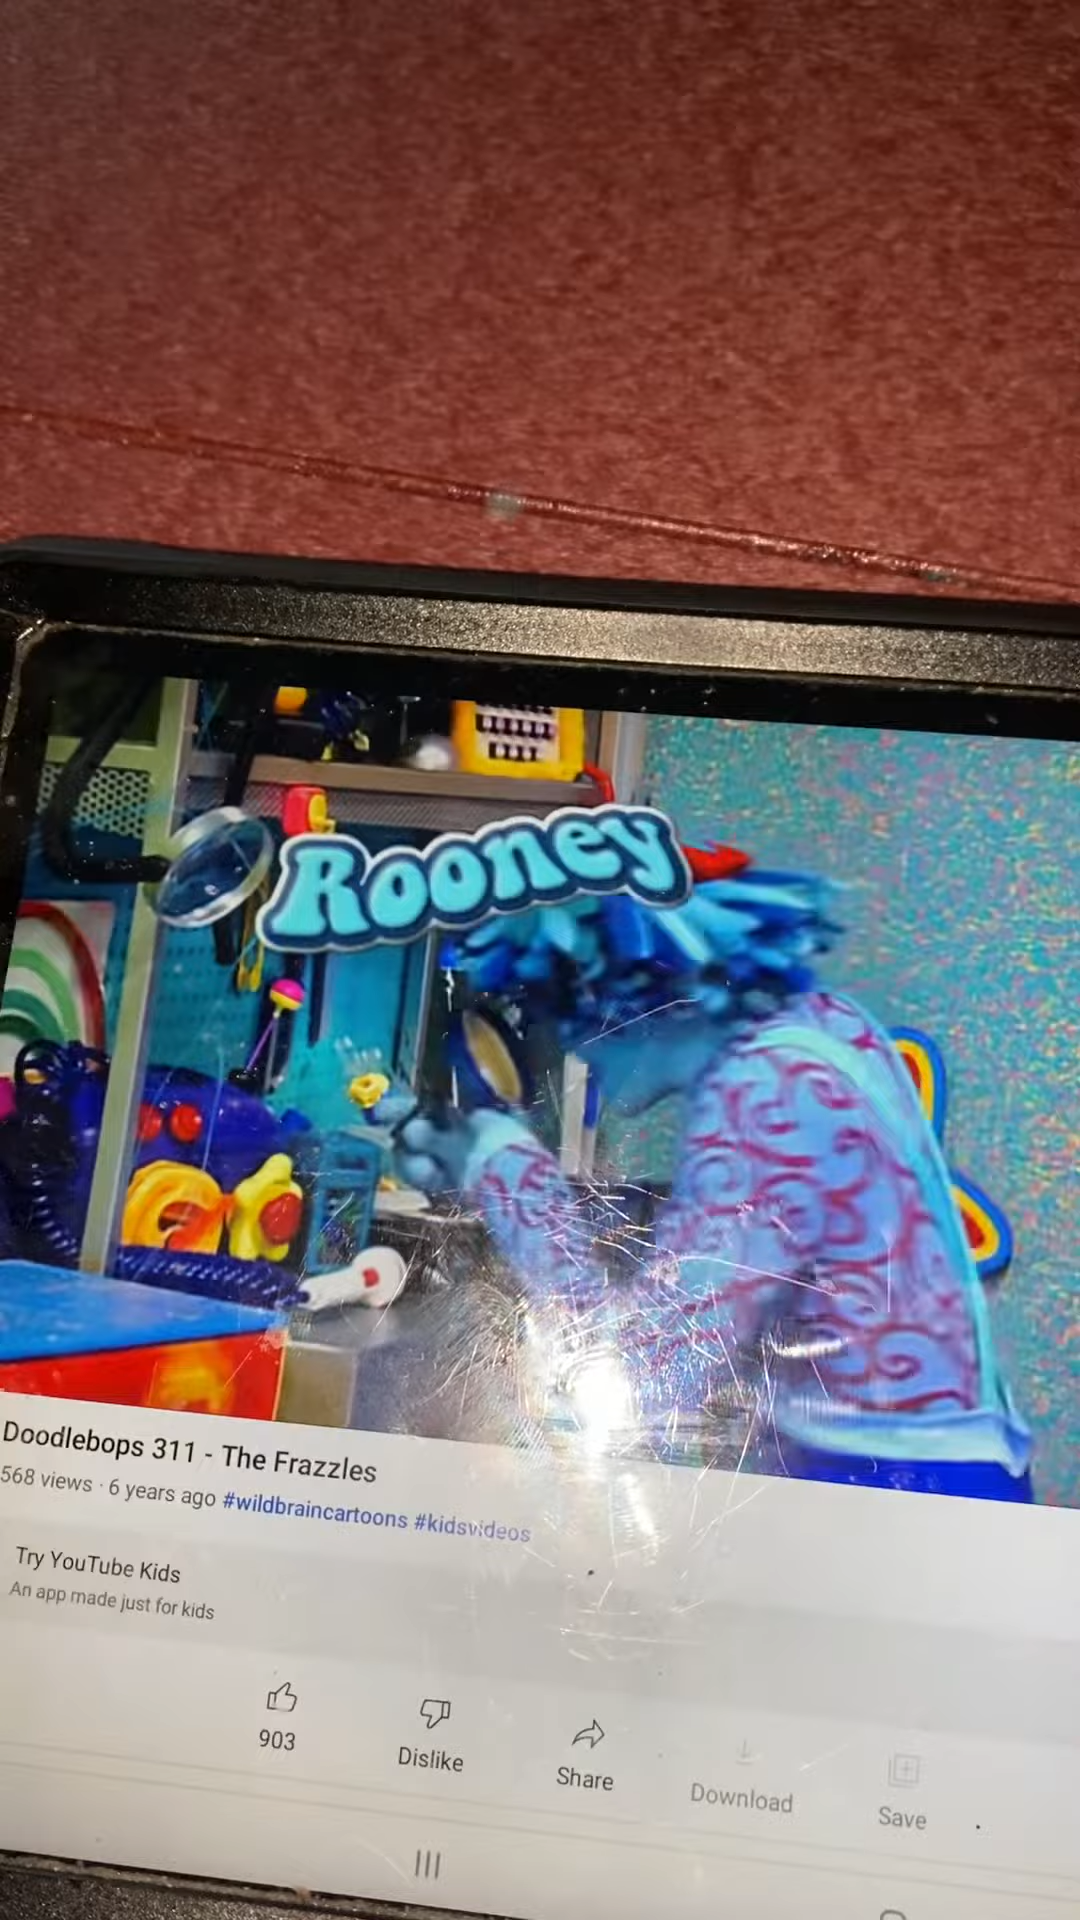 Rooney
Doodlebops 311 - The Frazzles
568 views · 6 years ago #wildbraincartoons #kidsvideos
Try YouTube Kids
An app made just for kids
903
Dislike
Share
Download
Save